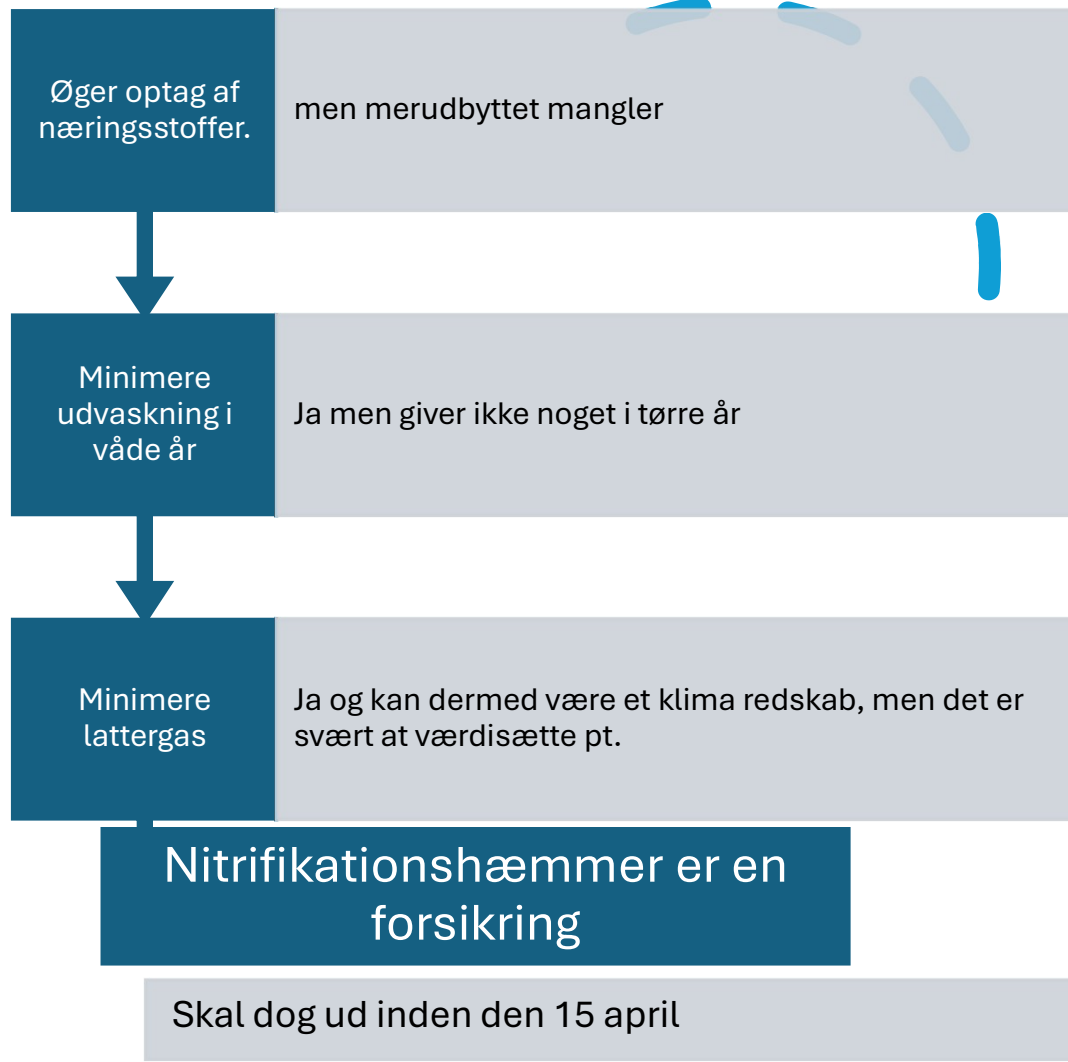 Øger optag af
næringsstoffer.
men merudbyttet mangler
Minimere
udvaskning i
våde år
Ja men giver ikke noget i tørre år
Minimere
lattergas
Ja og kan dermed være et klima redskab, men det er
svært at værdisætte pt.
Nitrifikationshæmmer er en
forsikring
Skal dog ud inden den 15 april